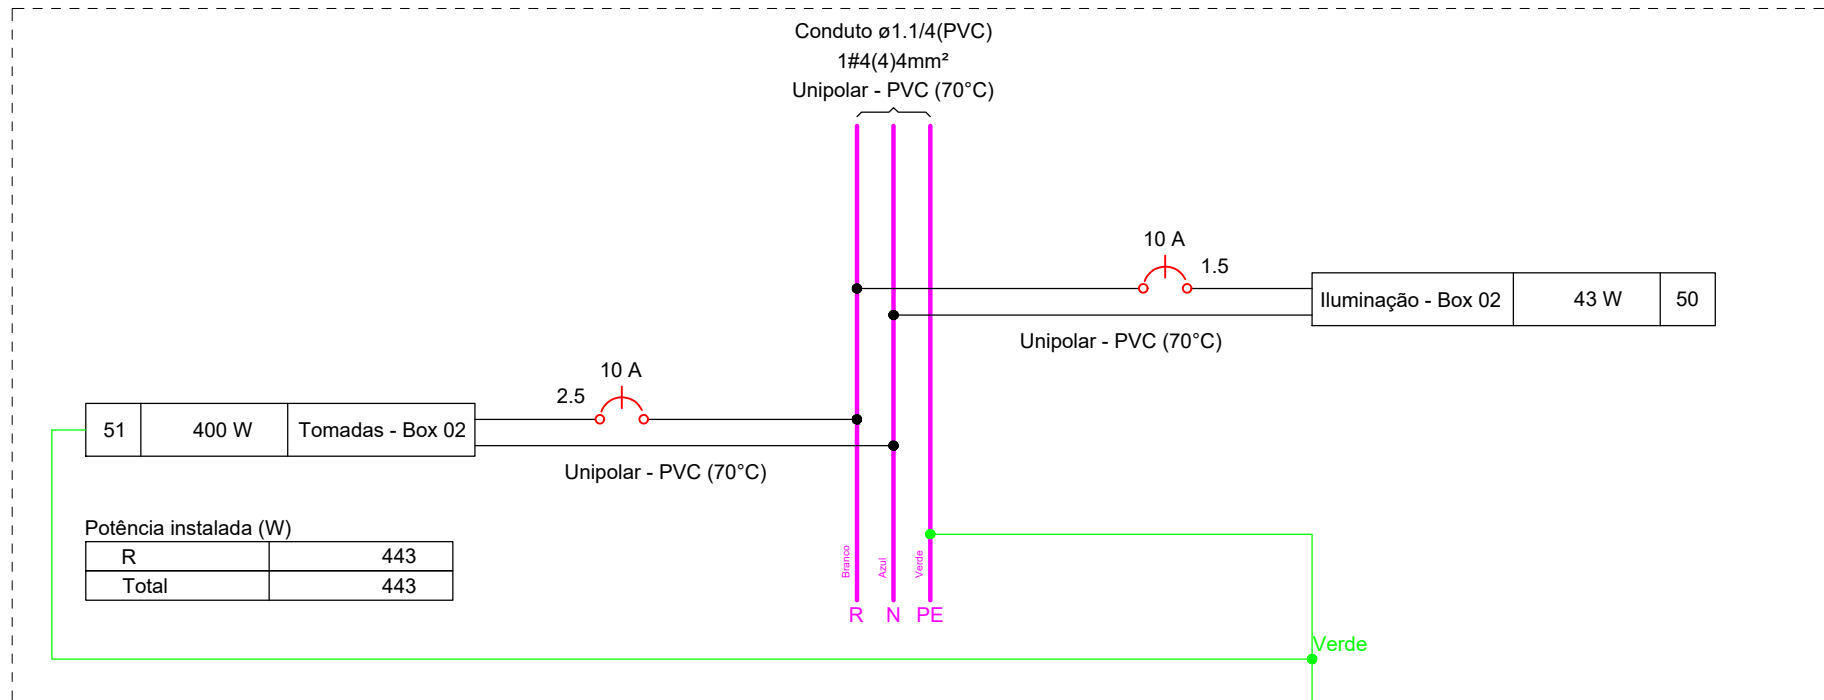 Conduto ø1.1/4(PVC)
1#4(4)4mm²
Unipolar - PVC (70°C)
10 A
1.5
Iluminação - Box 02 43 W 50
Unipolar - PVC (70°C)
10 A
2.5
51 400 W Tomadas - Box 02
Unipolar - PVC (70°C)
Potência instalada (W)
R 443
Total 443
Branco
Azul
Verde
R N PE
Verde